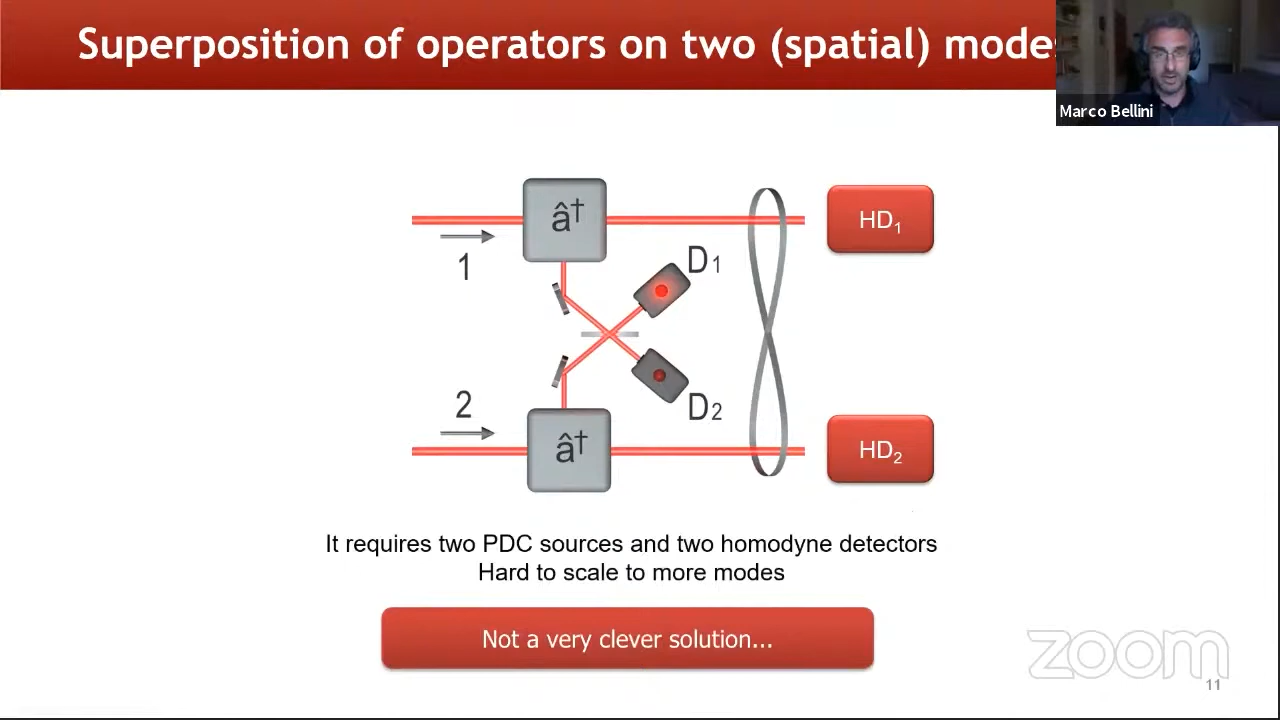 Superposition of operators on two (spatial) modes
Marco Bellini
â†
HD₁
1
D₁
2
D₂
â†
HD₂
It requires two PDC sources and two homodyne detectors
Hard to scale to more modes
Not a very clever solution...
zoom
11